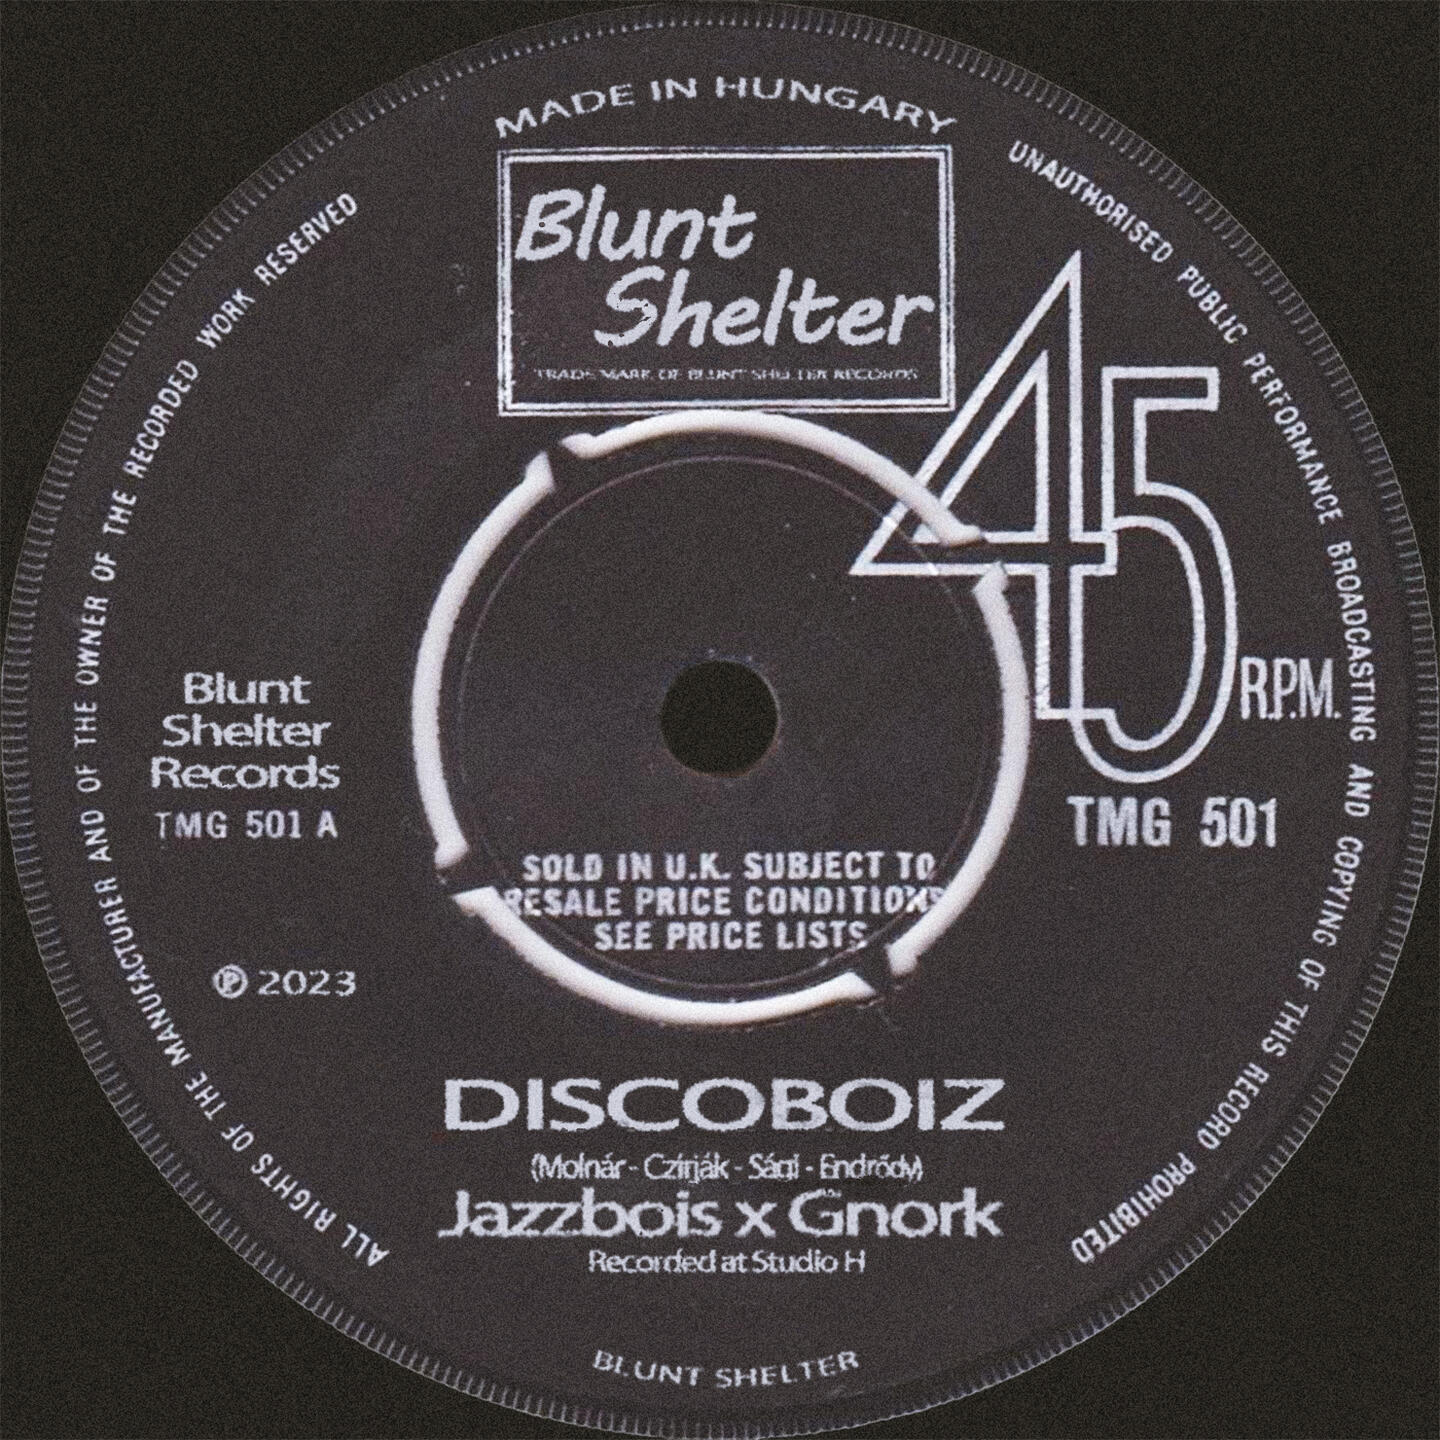 MADE IN HUNGARY
Blunt
Shelter
TRADE MARK OF BLUNT SHELTER RECORDS
ALL RIGHTS OF THE MANUFACTURER AND OF THE OWNER OF THE RECORDED WORK RESERVED
UNAUTHORISED PUBLIC PERFORMANCE BROADCASTING AND COPYING OF THIS RECORD PROHIBITED
45
R.P.M.
TMG 501
Blunt
Shelter
Records
TMG 501 A
SOLD IN U.K. SUBJECT TO
RESALE PRICE CONDITIONS
SEE PRICE LISTS
℗ 2023
DISCOBOIZ
(Molnár - Czirják - Sági - Endrődy)
Jazzbois x Gnork
Recorded at Studio H
BLUNT SHELTER